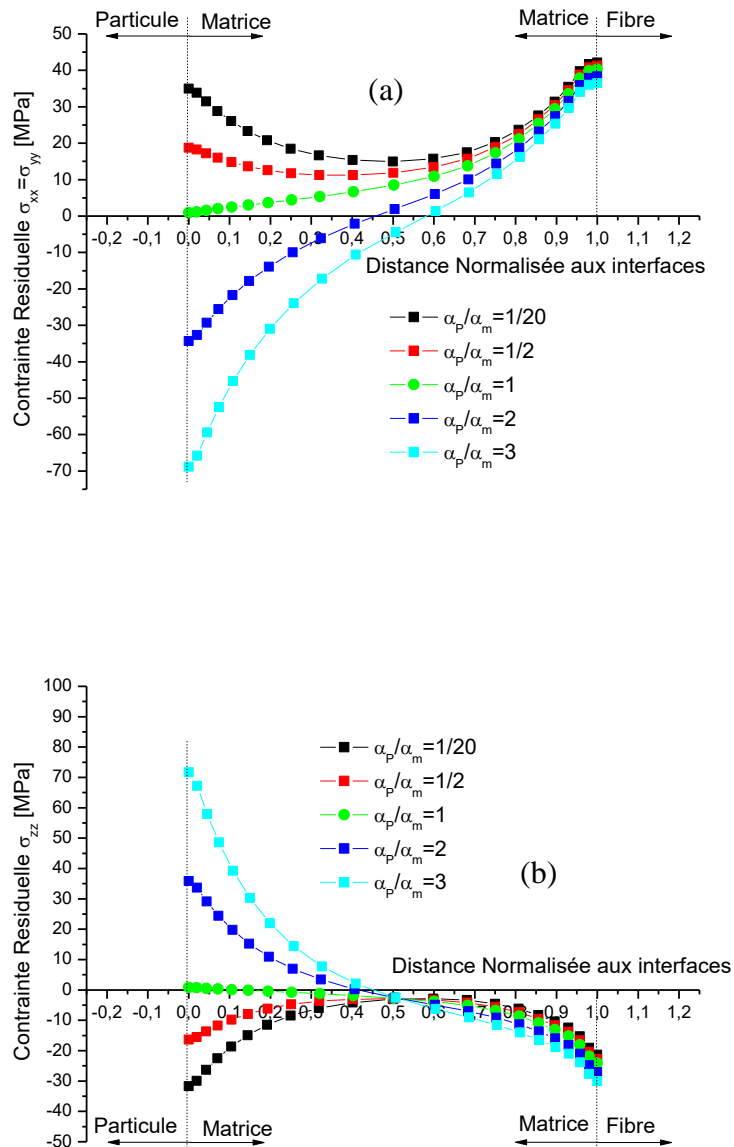 Particule Matrice Matrice Fibre
50
40
30
20
10
0
-10
-20
-30
-40
-50
-60
-70
Contrainte Residuelle σxx =σyy [MPa]
(a)
-0,2 -0,1 0,0 0,1 0,2 0,3 0,4 0,5 0,6 0,7 0,8 0,9 1,0 1,1 1,2
Distance Normalisée aux interfaces
αP/αm=1/20
αP/αm=1/2
αP/αm=1
αP/αm=2
αP/αm=3
100
90
80
70
60
50
40
30
20
10
0
-10
-20
-30
-40
-50
Contrainte Residuelle σzz [MPa]
αP/αm=1/20
αP/αm=1/2
αP/αm=1
αP/αm=2
αP/αm=3
(b)
Distance Normalisée aux interfaces
-0,2 -0,1 0,0 0,1 0,2 0,3 0,4 0,5 0,6 0,7 0,8 0,9 1,0 1,1 1,2
Particule Matrice Matrice Fibre